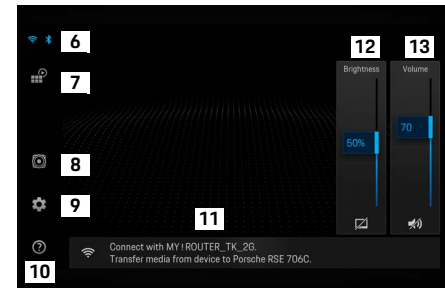 6
12
13
Brightness
Volume
7
70
50%
8
9
11
Connect with MY!ROUTER_TK_2G.
Transfer media from device to Porsche RSE 706C.
10